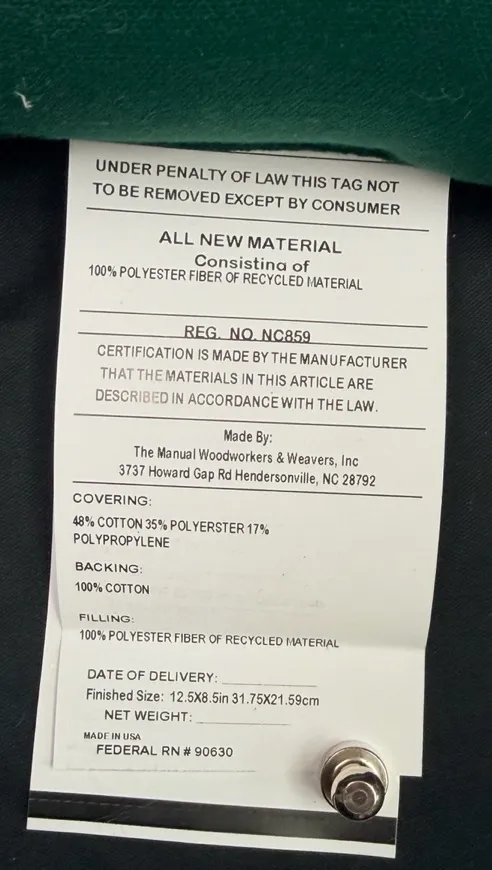 UNDER PENALTY OF LAW THIS TAG NOT
TO BE REMOVED EXCEPT BY CONSUMER
ALL NEW MATERIAL
Consisting of
100% POLYESTER FIBER OF RECYCLED MATERIAL
REG. NO. NC859
CERTIFICATION IS MADE BY THE MANUFACTURER
THAT THE MATERIALS IN THIS ARTICLE ARE
DESCRIBED IN ACCORDANCE WITH THE LAW.
Made By:
The Manual Woodworkers & Weavers, Inc
3737 Howard Gap Rd Hendersonville, NC 28792
COVERING:
48% COTTON 35% POLYERSTER 17%
POLYPROPYLENE
BACKING:
100% COTTON
FILLING:
100% POLYESTER FIBER OF RECYCLED MATERIAL
DATE OF DELIVERY:
Finished Size: 12.5X8.5in 31.75X21.59cm
NET WEIGHT:
MADE IN USA
FEDERAL RN # 90630